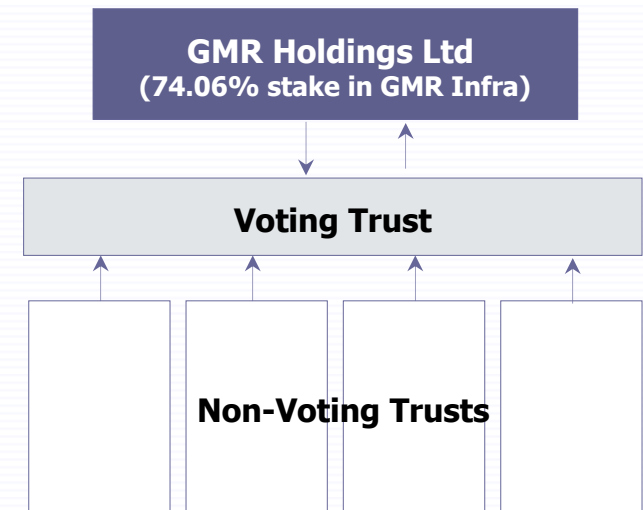 GMR Holdings Ltd
(74.06% stake in GMR Infra)
Voting Trust
Non-Voting Trusts